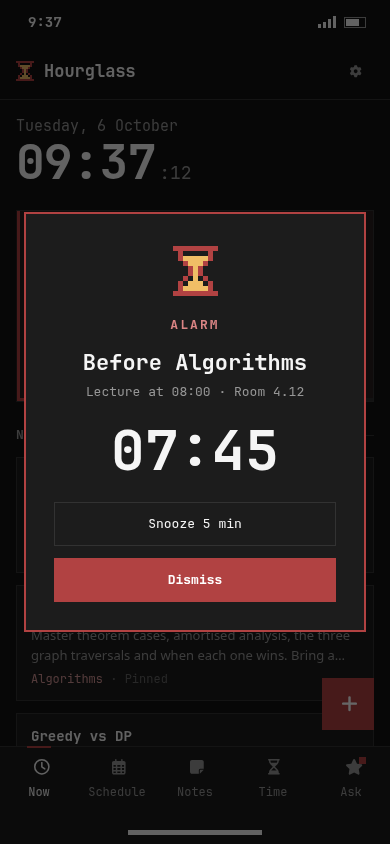 9:37
Hourglass
Tuesday, 6 October
09:37:12
ALARM
Before Algorithms
Lecture at 08:00 · Room 4.12
07:45
Snooze 5 min
Dismiss
Master theorem cases, amortised analysis, the three
graph traversals and when each one wins. Bring a…
Algorithms · Pinned
Greedy vs DP
Now Schedule Notes Time Ask